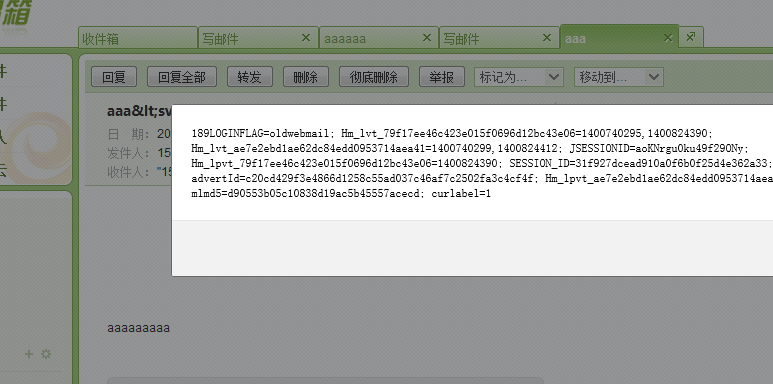 箱
收件箱 写邮件 aaaaaa 写邮件 aaa
回复 回复全部 转发 删除 彻底删除 举报 标记为... 移动到...
件
件
人
云
aaa&lt;sv
日 期: 20
发件人: 15
收件人: "15
189LOGINFLAG=oldwebmail; Hm_lvt_79f17ee46c423e015f0696d12bc43e06=1400740295,1400824390;
Hm_lvt_ae7e2ebd1ae62dc84edd0953714aea41=1400740299,1400824412; JSESSIONID=aoKNrgu0ku49f29ONy;
Hm_lpvt_79f17ee46c423e015f0696d12bc43e06=1400824390; SESSION_ID=31f927dcead910a0f6b0f25d4e362a33;
advertId=c20cd429f3e4866d1258c55ad037c46af7c2502fa3c4cf4f; Hm_lpvt_ae7e2ebd1ae62dc84edd0953714aea
mlmd5=d90553b05c10838d19ac5b45557acecd; curlabel=1
aaaaaaaaa